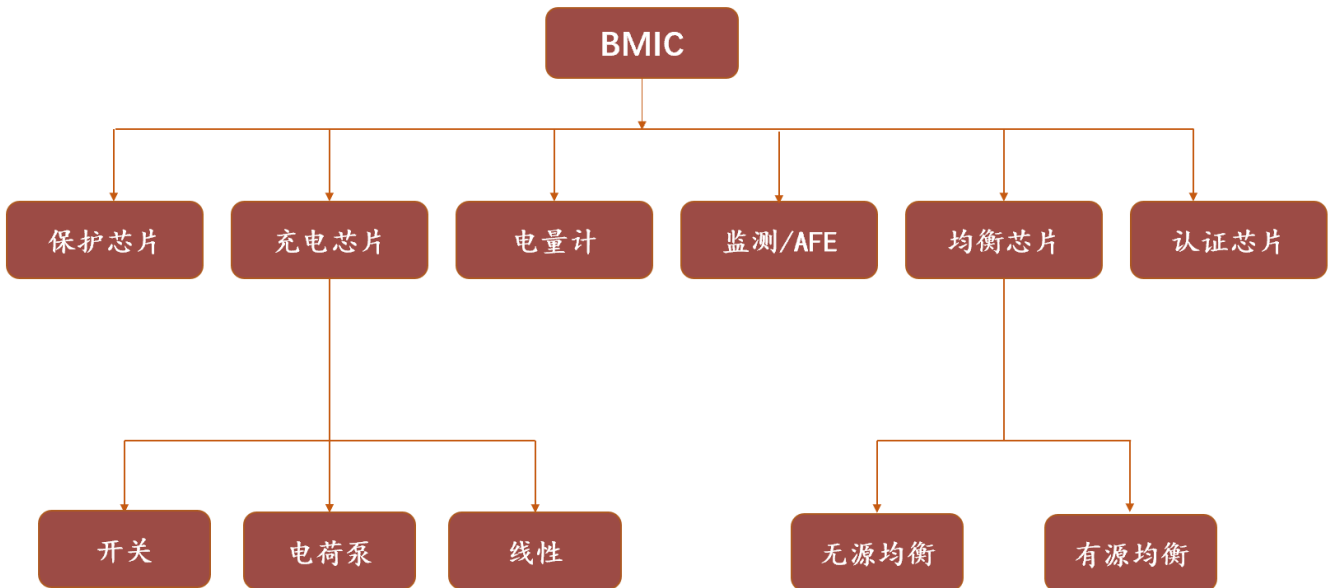 BMIC
保护芯片
充电芯片
电量计
监测/AFE
均衡芯片
认证芯片
开关
电荷泵
线性
无源均衡
有源均衡